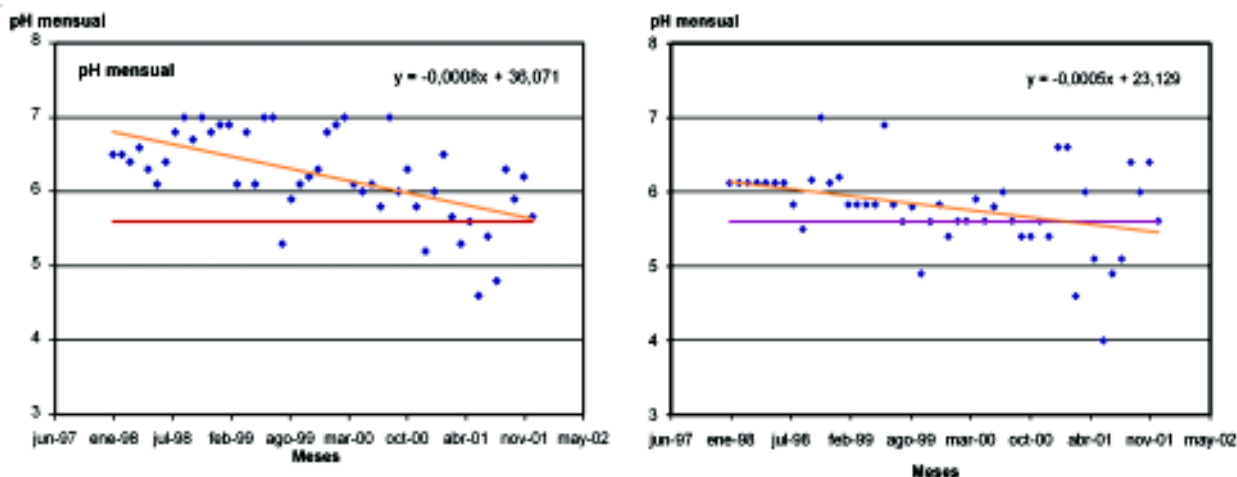 pH mensual
8
pH mensual
y = -0,0008x + 36,071
7
6
5
4
3
jun-97 ene-98 jul-98 feb-99 ago-99 mar-00 oct-00 abr-01 nov-01 may-02
Meses
pH mensual
8
y = -0,0005x + 23,129
7
6
5
4
3
jun-97 ene-98 jul-98 feb-99 ago-99 mar-00 oct-00 abr-01 nov-01 may-02
Meses